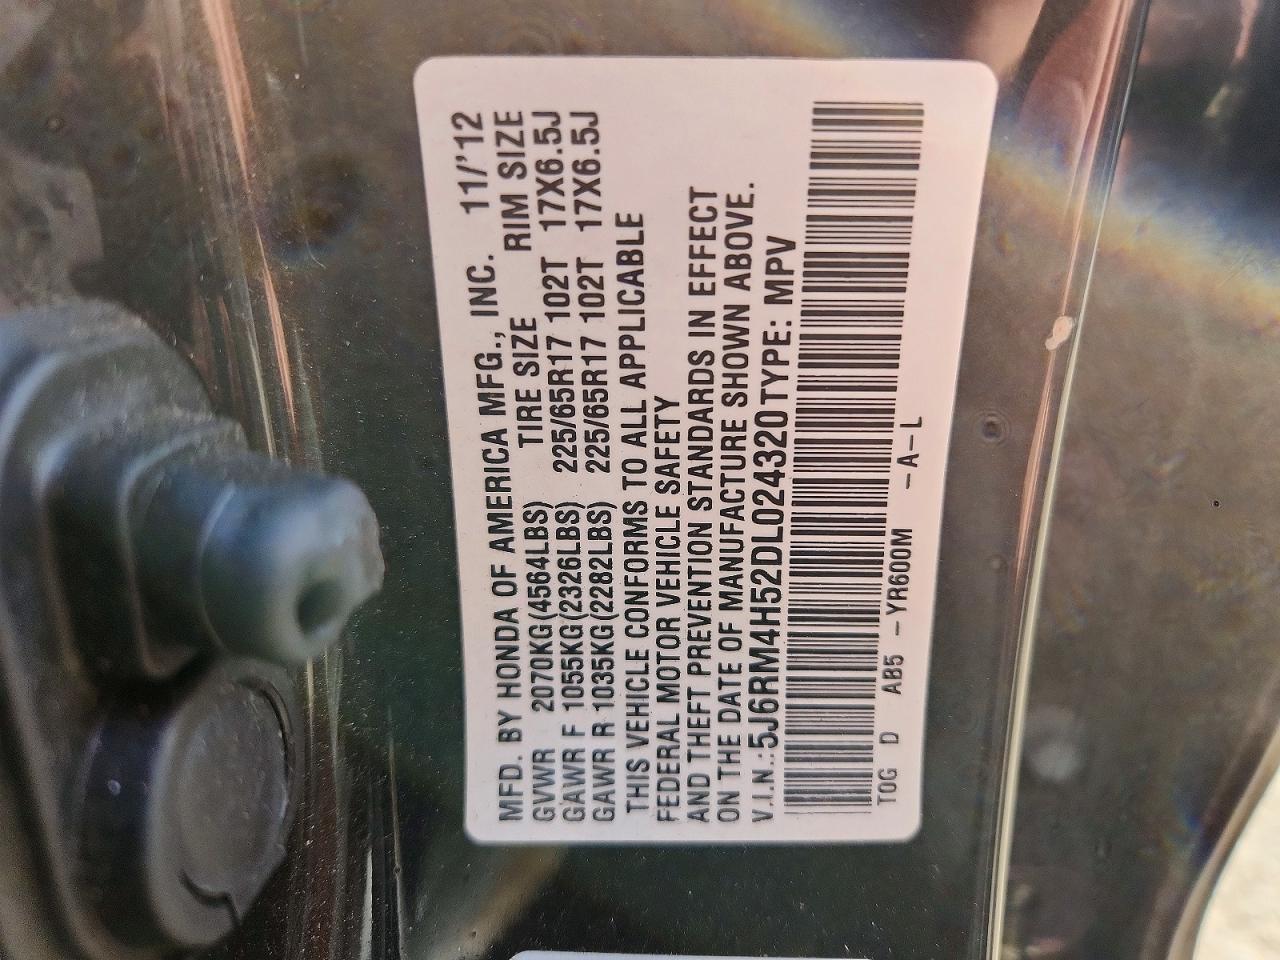 MFD. BY HONDA OF AMERICA MFG., INC. 11/'12
GVWR 2070KG(4564LBS) TIRE SIZE RIM SIZE
GAWR F 1055KG(2326LBS) 225/65R17 102T 17X6.5J
GAWR R 1035KG(2282LBS) 225/65R17 102T 17X6.5J
THIS VEHICLE CONFORMS TO ALL APPLICABLE
FEDERAL MOTOR VEHICLE SAFETY
AND THEFT PREVENTION STANDARDS IN EFFECT
ON THE DATE OF MANUFACTURE SHOWN ABOVE.
V.I.N.:5J6RM4H52DL024320 TYPE: MPV
TOG D AB5 -YR600M -A-L